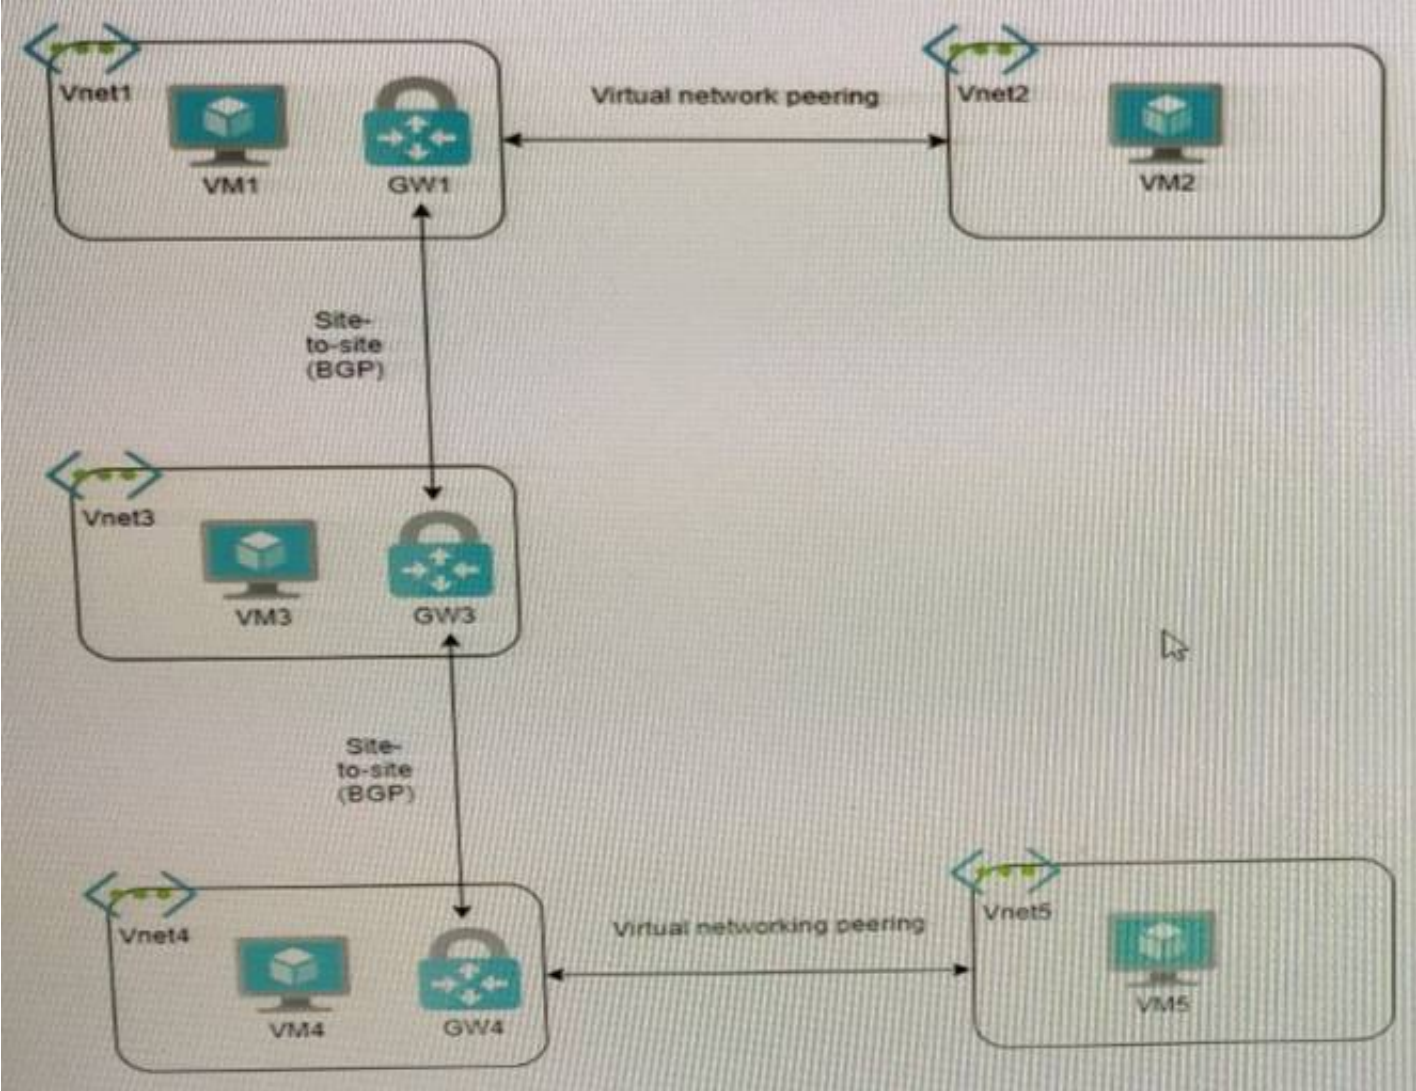 Vnet1
VM1
GW1
Virtual network peering
Vnet2
VM2
Site-
to-site
(BGP)
Vnet3
VM3
GW3
Site-
to-site
(BGP)
Vnet4
VM4
GW4
Virtual networking peering
Vnet5
VM5